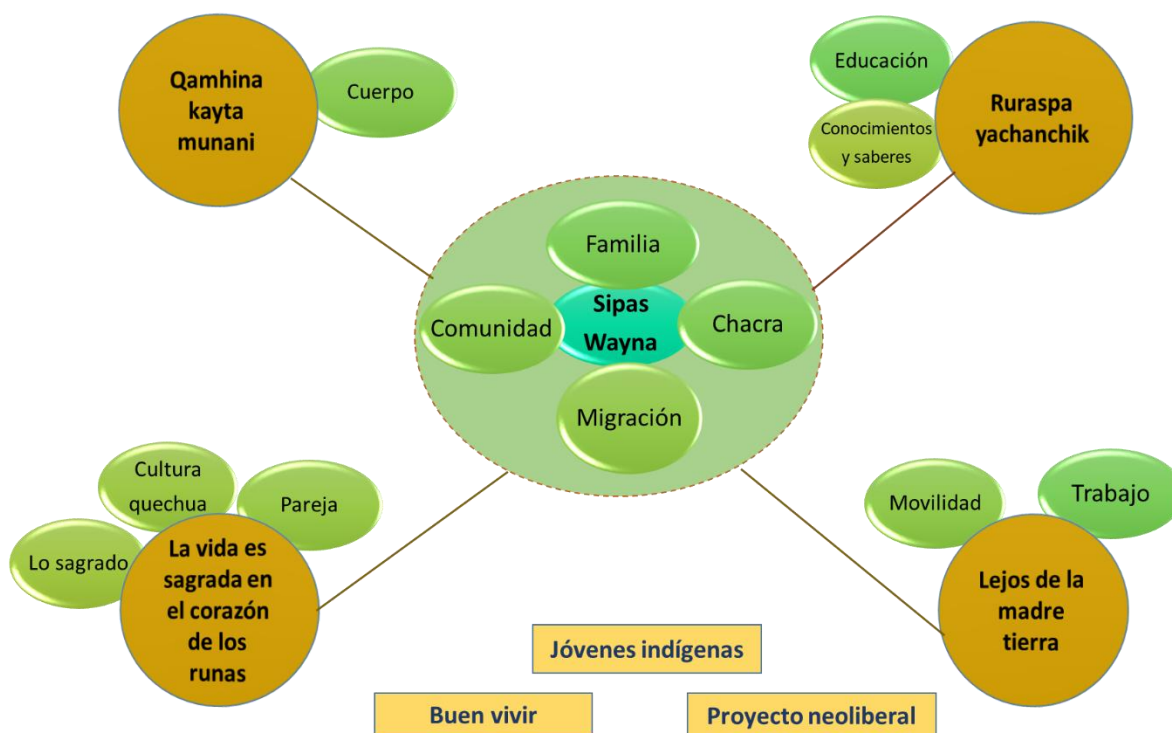 Qamhina
kayta
munani
Cuerpo
Educación
Conocimientos
y saberes
Ruraspa
yachanchik
Familia
Sipas
Wayna
Comunidad
Chacra
Migración
Cultura
quechua
Pareja
Lo sagrado
La vida es
sagrada en
el corazón
de los
runas
Movilidad
Trabajo
Lejos de la
madre
tierra
Jóvenes indígenas
Buen vivir
Proyecto neoliberal